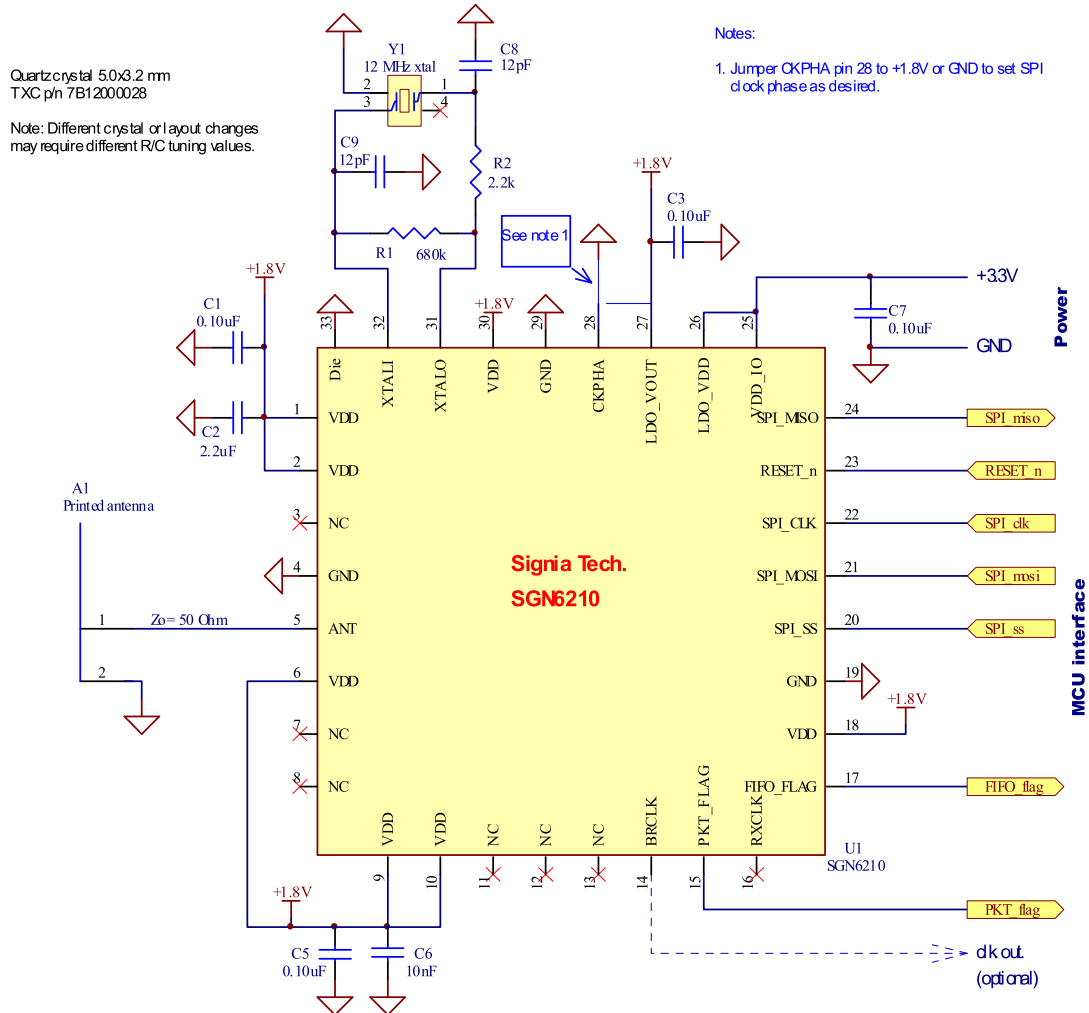 Quartz crystal 5.0x3.2 mm
TXC p/n 7B12000028
Note: Different crystal or layout changes
may require different R/C tuning values.
Y1
12 MHz xtal
2
3
1
4
C8
12pF
C9
12pF
R2
2.2k
R1
680k
Notes:
1. Jumper CKPHA pin 28 to +1.8V or GND to set SPI
clock phase as desired.
See note 1
+1.8V
C3
0.10uF
+3.3V
C7
0.10uF
GND
Power
+1.8V
C1
0.10uF
C2
2.2uF
+1.8V
33
32
31
30
29
28
27
26
25
Die
XTALI
XTALO
VDD
GND
CKPHA
LDO_VOUT
LDO_VDD
VDD_IO
1
VDD
2
VDD
3
NC
4
GND
5
ANT
6
VDD
7
NC
8
NC
A1
Printed antenna
1
Zo= 50 Ohm
2
Signia Tech.
SGN6210
SPI_MISO
24
SPI_miso
RESET_n
23
RESET_n
SPI_CLK
22
SPI_clk
SPI_MOSI
21
SPI_mosi
SPI_SS
20
SPI_ss
GND
19
+1.8V
VDD
18
FIFO_FLAG
17
FIFO_flag
MCU interface
VDD
VDD
NC
NC
NC
BRCLK
PKT_FLAG
RXCLK
9
10
11
12
13
14
15
16
U1
SGN6210
PKT_flag
+1.8V
C5
0.10uF
C6
10nF
clk out.
(optional)